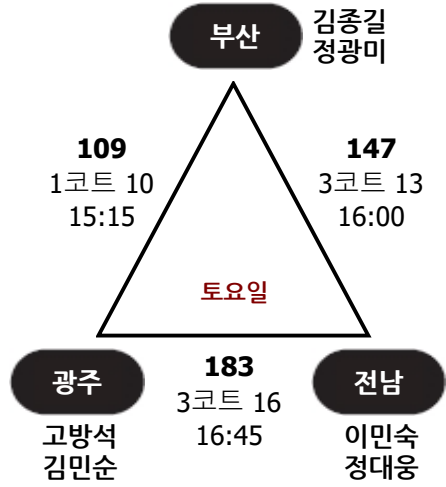 부산
김종길
정광미
109
1코트 10
15:15
147
3코트 13
16:00
토요일
광주
고방석
김민순
183
3코트 16
16:45
전남
이민숙
정대웅